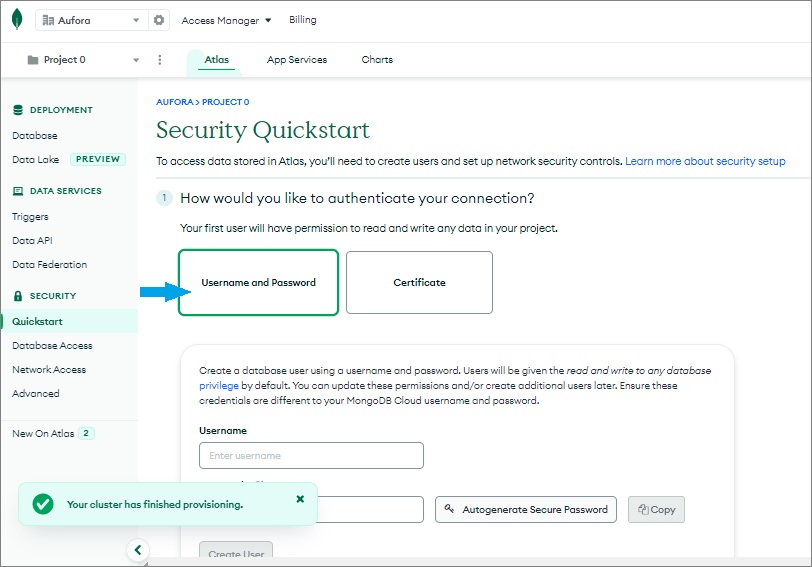 Aufora
Access Manager
Billing
Project 0
Atlas
App Services
Charts
DEPLOYMENT
Database
Data Lake PREVIEW
DATA SERVICES
Triggers
Data API
Data Federation
SECURITY
Quickstart
Database Access
Network Access
Advanced
New On Atlas 2
AUFORA > PROJECT 0
Security Quickstart
To access data stored in Atlas, you'll need to create users and set up network security controls. Learn more about security setup
1 How would you like to authenticate your connection?
Your first user will have permission to read and write any data in your project.
Username and Password
Certificate
Create a database user using a username and password. Users will be given the read and write to any database
privilege by default. You can update these permissions and/or create additional users later. Ensure these
credentials are different to your MongoDB Cloud username and password.
Username
Enter username
Autogenerate Secure Password
Copy
Create User
Your cluster has finished provisioning.